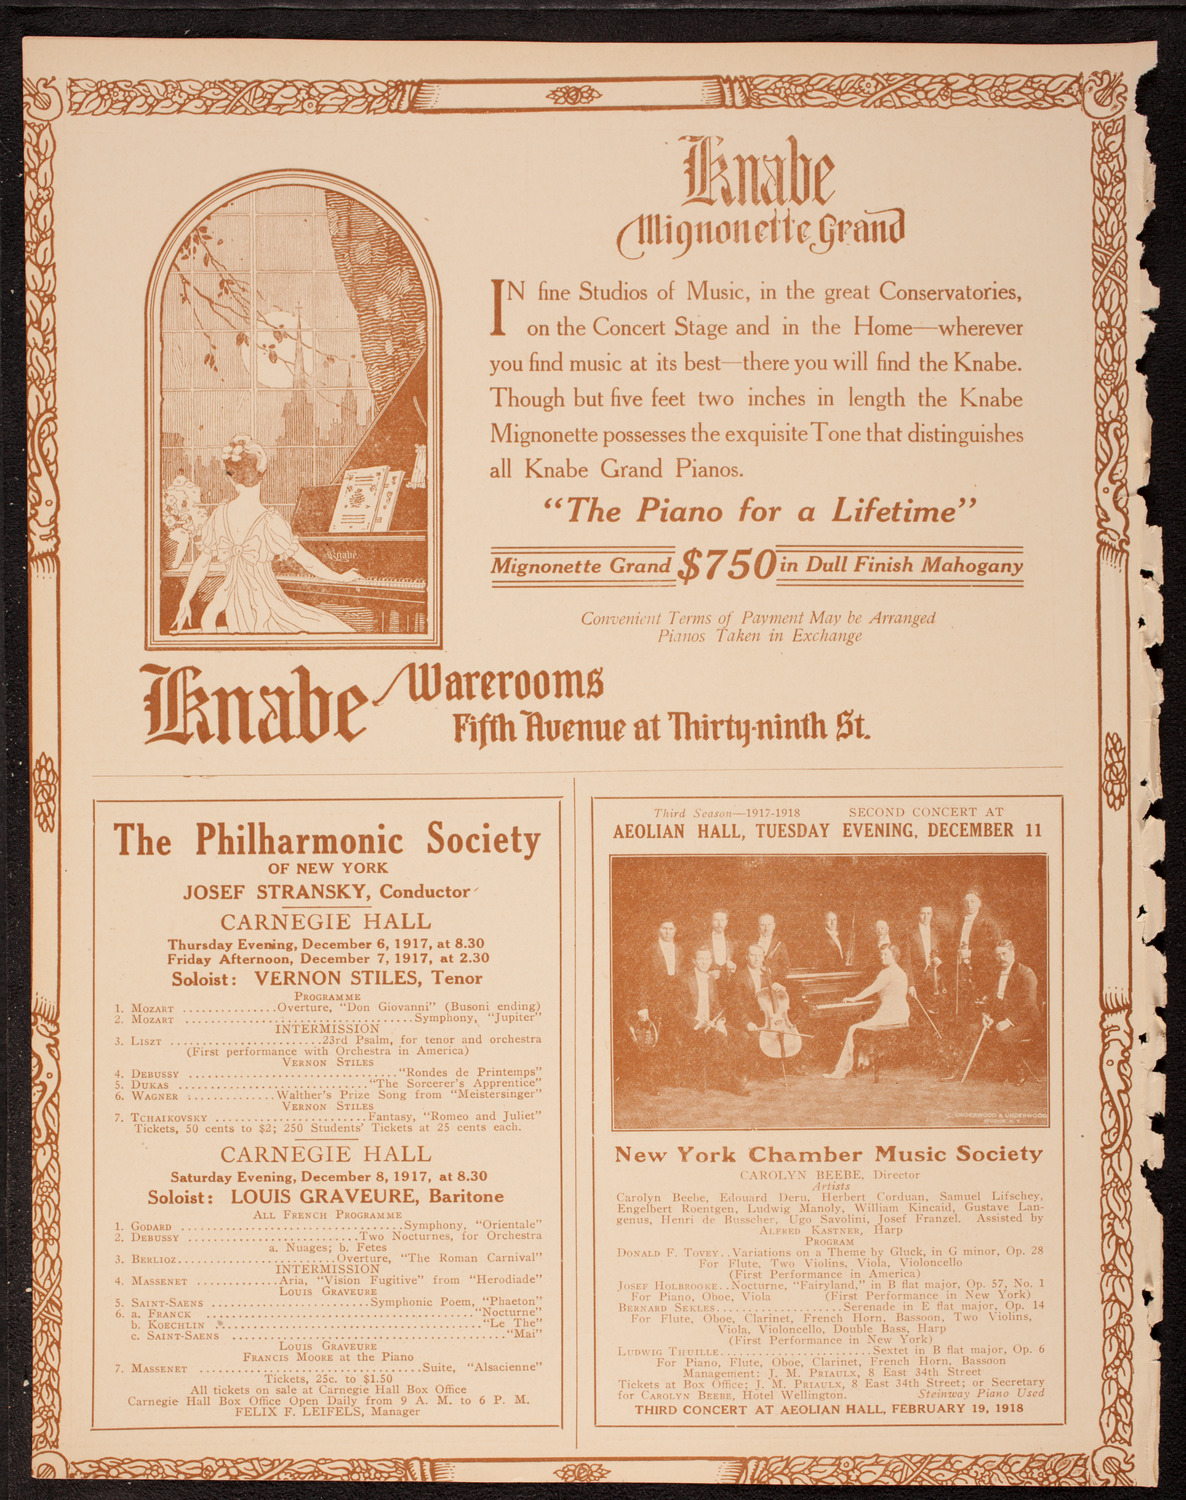 Knabe
Mignonette Grand
IN fine Studios of Music, in the great Conservatories,
on the Concert Stage and in the Home—wherever
you find music at its best—there you will find the Knabe.
Though but five feet two inches in length the Knabe
Mignonette possesses the exquisite Tone that distinguishes
all Knabe Grand Pianos.
"The Piano for a Lifetime"
Mignonette Grand $750 in Dull Finish Mahogany
Convenient Terms of Payment May be Arranged
Pianos Taken in Exchange
Knabe
Knabe Warerooms
Fifth Avenue at Thirty-ninth St.
The Philharmonic Society
OF NEW YORK
JOSEF STRANSKY, Conductor
CARNEGIE HALL
Thursday Evening, December 6, 1917, at 8.30
Friday Afternoon, December 7, 1917, at 2.30
Soloist: VERNON STILES, Tenor
PROGRAMME
1. MOZART ...............Overture, "Don Giovanni" (Busoni ending)
2. MOZART ....................................Symphony, "Jupiter"
INTERMISSION
3. LISZT ........................23rd Psalm, for tenor and orchestra
(First performance with Orchestra in America)
VERNON STILES
4. DEBUSSY .................................."Rondes de Printemps"
5. DUKAS .............................."The Sorcerer's Apprentice"
6. WAGNER ..............Walther's Prize Song from "Meistersinger"
VERNON STILES
7. TCHAIKOVSKY ........................Fantasy, "Romeo and Juliet"
Tickets, 50 cents to $2; 250 Students' Tickets at 25 cents each.
CARNEGIE HALL
Saturday Evening, December 8, 1917, at 8.30
Soloist: LOUIS GRAVEURE, Baritone
ALL FRENCH PROGRAMME
1. GODARD ...................................Symphony, "Orientale"
2. DEBUSSY ...........................Two Nocturnes, for Orchestra
a. Nuages; b. Fetes
3. BERLIOZ.........................Overture, "The Roman Carnival"
INTERMISSION
4. MASSENET .............Aria, "Vision Fugitive" from "Herodiade"
LOUIS GRAVEURE
5. SAINT-SAENS .........................Symphonic Poem, "Phaeton"
6. a. FRANCK ............................................."Nocturne"
b. KOECHLIN ............................................"Le The"
c. SAINT-SAENS ............................................"Mai"
LOUIS GRAVEURE
FRANCIS MOORE at the Piano
7. MASSENET ...................................Suite, "Alsacienne"
Tickets, 25c. to $1.50
All tickets on sale at Carnegie Hall Box Office
Carnegie Hall Box Office Open Daily from 9 A. M. to 6 P. M.
FELIX F. LEIFELS, Manager
Third Season—1917-1918 SECOND CONCERT AT
AEOLIAN HALL, TUESDAY EVENING, DECEMBER 11
UNDERWOOD & UNDERWOOD
New York Chamber Music Society
CAROLYN BEEBE, Director
Artists
Carolyn Beebe, Edouard Deru, Herbert Corduan, Samuel Lifschey,
Engelbert Roentgen, Ludwig Manoly, William Kincaid, Gustave Lan-
genus, Henri de Busscher, Ugo Savolini, Josef Franzel. Assisted by
ALFRED KASTNER, Harp
PROGRAM
DONALD F. TOVEY..Variations on a Theme by Gluck, in G minor, Op. 28
For Flute, Two Violins, Viola, Violoncello
(First Performance in America)
JOSEF HOLBROOKE..Nocturne, "Fairyland," in B flat major, Op. 57, No. 1
For Piano, Oboe, Viola (First Performance in New York)
BERNARD SEKLES....................Serenade in E flat major, Op. 14
For Flute, Oboe, Clarinet, French Horn, Bassoon, Two Violins,
Viola, Violoncello, Double Bass, Harp
(First Performance in New York)
LUDWIG THUILLE........................Sextet in B flat major, Op. 6
For Piano, Flute, Oboe, Clarinet, French Horn, Bassoon
Management: J. M. PRIAULX, 8 East 34th Street
Tickets at Box Office; J. M. PRIAULX, 8 East 34th Street; or Secretary
for CAROLYN BEEBE, Hotel Wellington. Steinway Piano Used
THIRD CONCERT AT AEOLIAN HALL, FEBRUARY 19, 1918